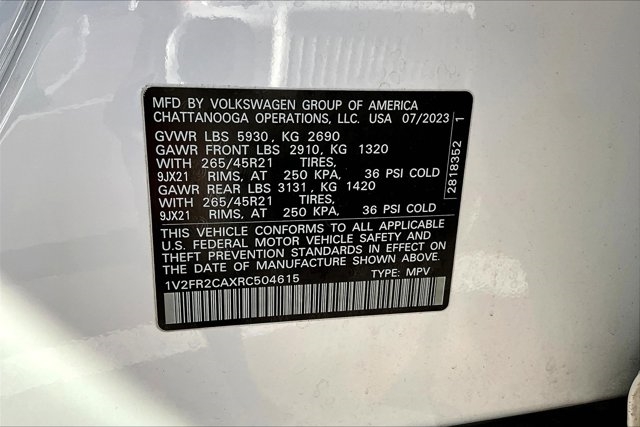 MFD BY VOLKSWAGEN GROUP OF AMERICA
CHATTANOOGA OPERATIONS, LLC. USA 07/2023
GVWR LBS 5930, KG 2690
GAWR FRONT LBS 2910, KG 1320
WITH 265/45R21 TIRES,
9JX21 RIMS, AT 250 KPA, 36 PSI COLD
GAWR REAR LBS 3131, KG 1420
WITH 265/45R21 TIRES,
9JX21 RIMS, AT 250 KPA, 36 PSI COLD
THIS VEHICLE CONFORMS TO ALL APPLICABLE
U.S. FEDERAL MOTOR VEHICLE SAFETY AND
THEFT PREVENTION STANDARDS IN EFFECT ON
THE DATE OF MANUFACTURE SHOWN ABOVE.
1V2FR2CAXRC504615 TYPE: MPV
2818352 1